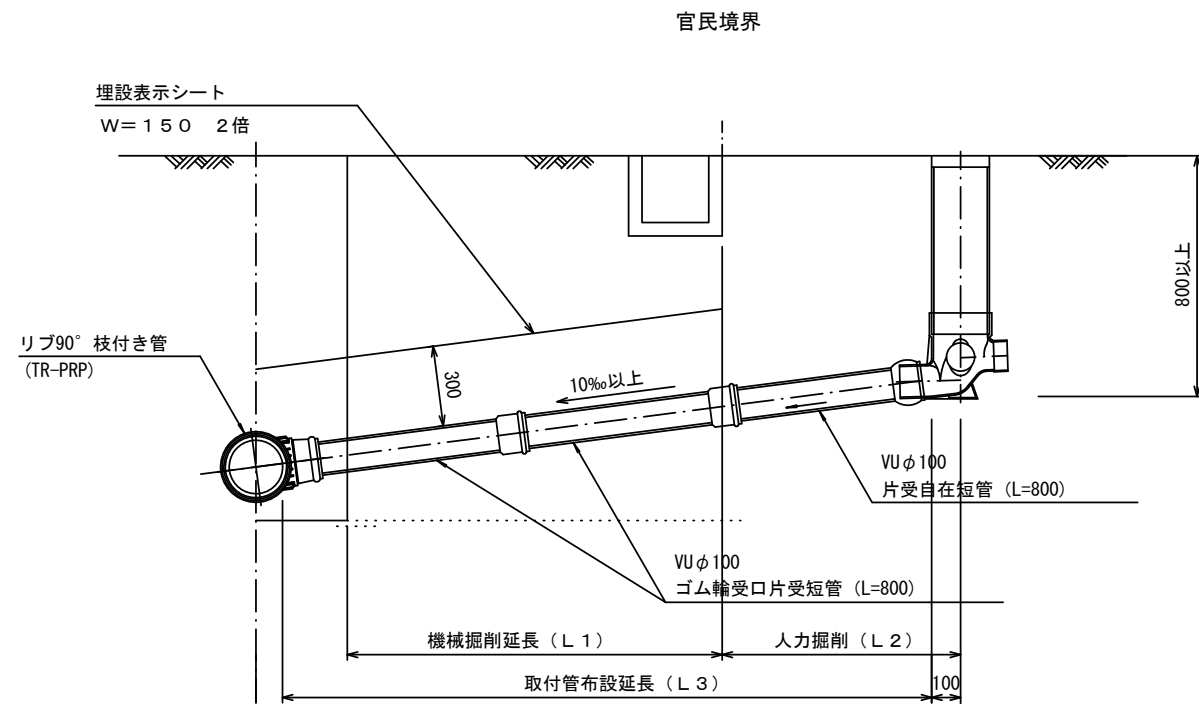 官民境界
埋設表示シート
W=150 2倍
リブ90°枝付き管
(TR-PRP)
300
10‰以上
800以上
VUφ100
片受自在短管 (L=800)
VUφ100
ゴム輪受口片受短管 (L=800)
機械掘削延長(L1)
人力掘削(L2)
取付管布設延長(L3)
100